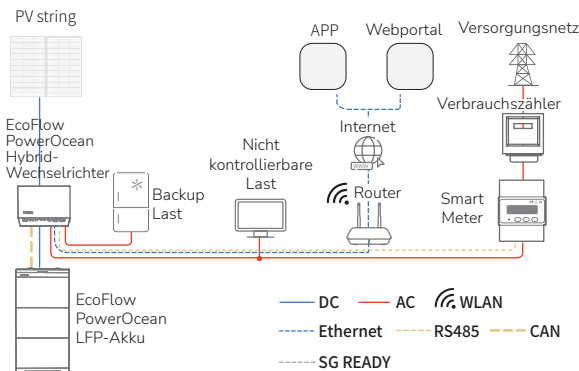 PV string
APP
Webportal
Versorgungsnetz
Verbrauchszähler
EcoFlow
PowerOcean
Hybrid-
Wechselrichter
Internet
WWW
Nicht
kontrollierbare
Last
Backup
Last
Router
Smart
Meter
EcoFlow
PowerOcean
LFP-Akku
DC
AC
WLAN
Ethernet
RS485
CAN
SG READY